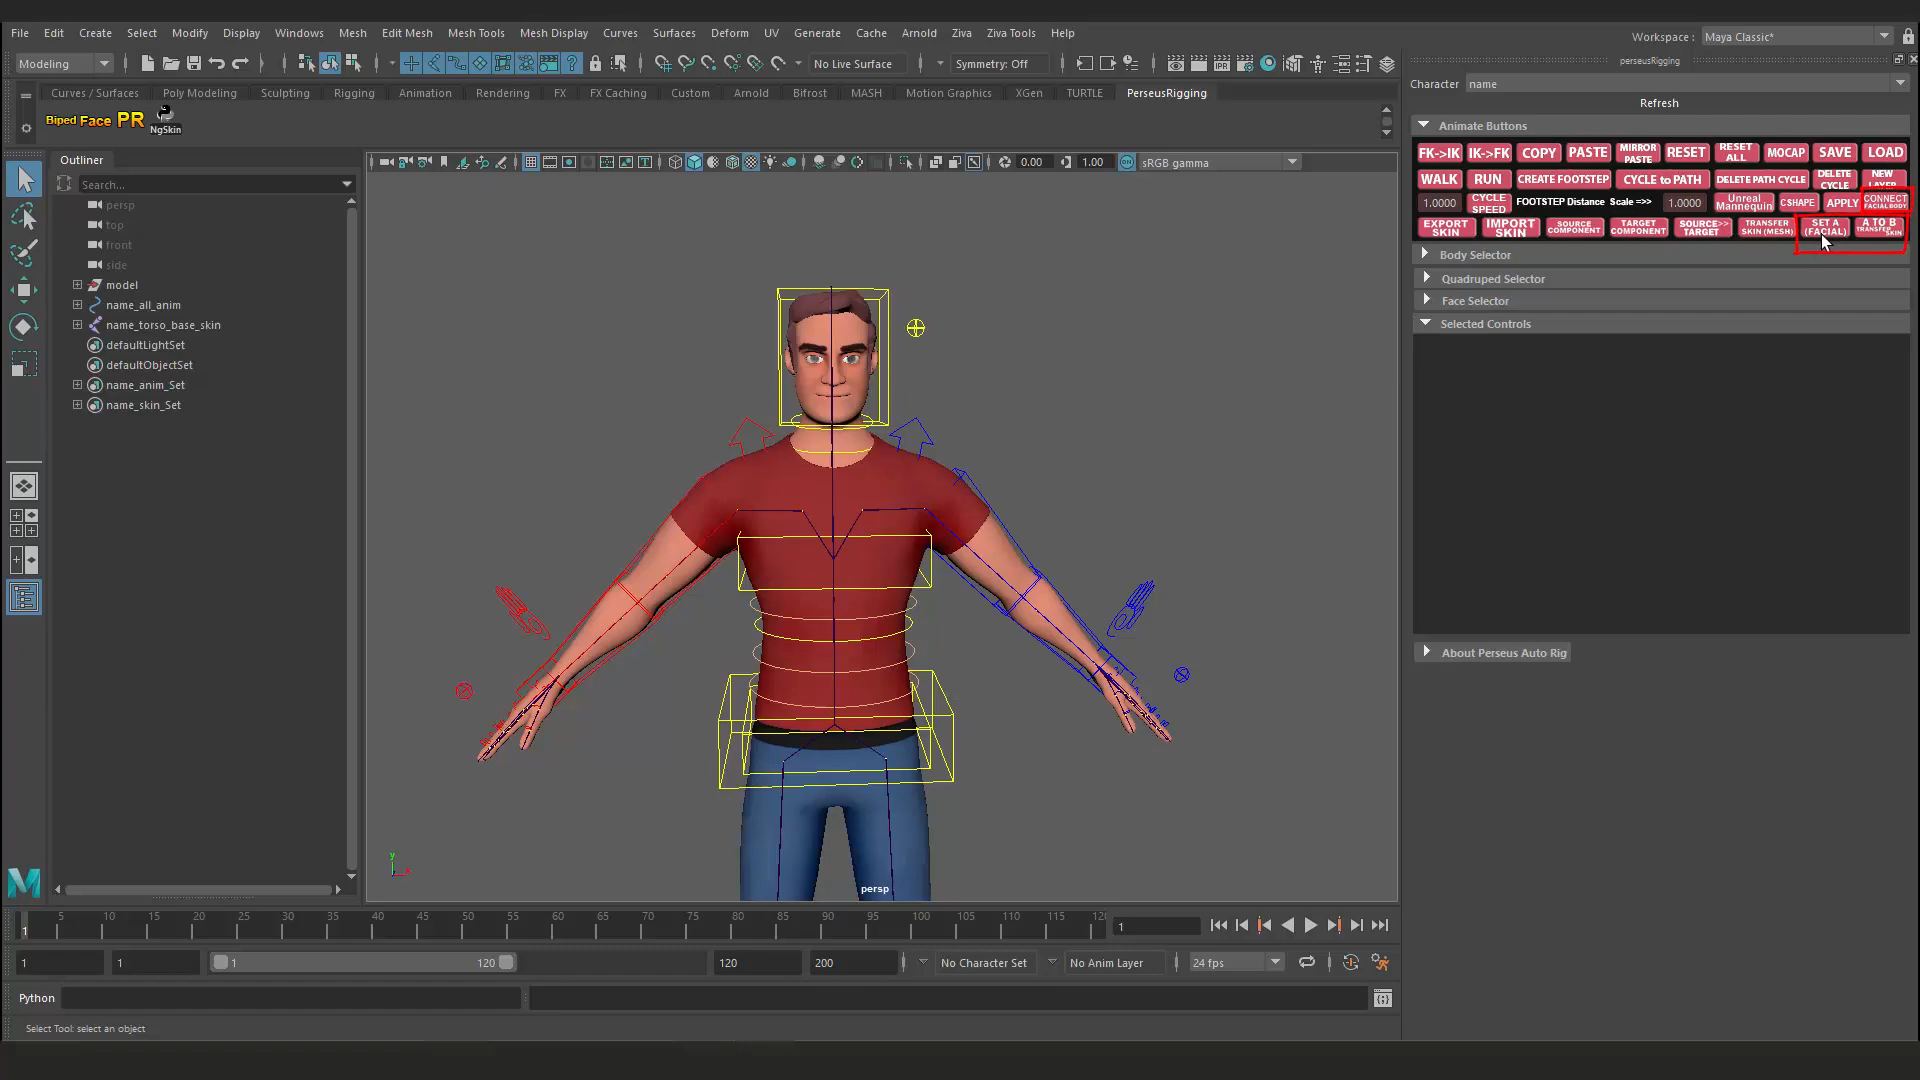 File Edit Create Select Modify Display Windows Mesh Edit Mesh Mesh Tools Mesh Display Curves Surfaces Deform UV Generate Cache Arnold Ziva Ziva Tools Help
Workspace : Maya Classic*
Modeling
No Live Surface
Symmetry: Off
perseusRigging
Curves / Surfaces Poly Modeling Sculpting Rigging Animation Rendering FX FX Caching Custom Arnold Bifrost MASH Motion Graphics XGen TURTLE PerseusRigging
Character name
Refresh
Biped Face PR
NgSkin
Animate Buttons
FK->IK IK->FK COPY PASTE MIRROR PASTE RESET RESET ALL MOCAP SAVE LOAD
WALK RUN CREATE FOOTSTEP CYCLE to PATH DELETE PATH CYCLE DELETE CYCLE NEW LAYER
1.0000 CYCLE SPEED FOOTSTEP Distance Scale =>> 1.0000 Unreal Mannequin CSHAPE APPLY CONNECT FACIAL BODY
EXPORT SKIN IMPORT SKIN SOURCE COMPONENT TARGET COMPONENT SOURCE>> TARGET TRANSFER SKIN (MESH) SET A (FACIAL) A TO B TRANSFER SKIN
Body Selector
Quadruped Selector
Face Selector
Selected Controls
About Perseus Auto Rig
Outliner
Search...
persp
top
front
side
model
name_all_anim
name_torso_base_skin
defaultLightSet
defaultObjectSet
name_anim_Set
name_skin_Set
0.00 1.00 sRGB gamma
y
persp
5 10 15 20 25 30 35 40 45 50 55 60 65 70 75 80 85 90 95 100 105 110 115 12
1
1
1 1 1 120 120 200 No Character Set No Anim Layer 24 fps
Python
Select Tool: select an object